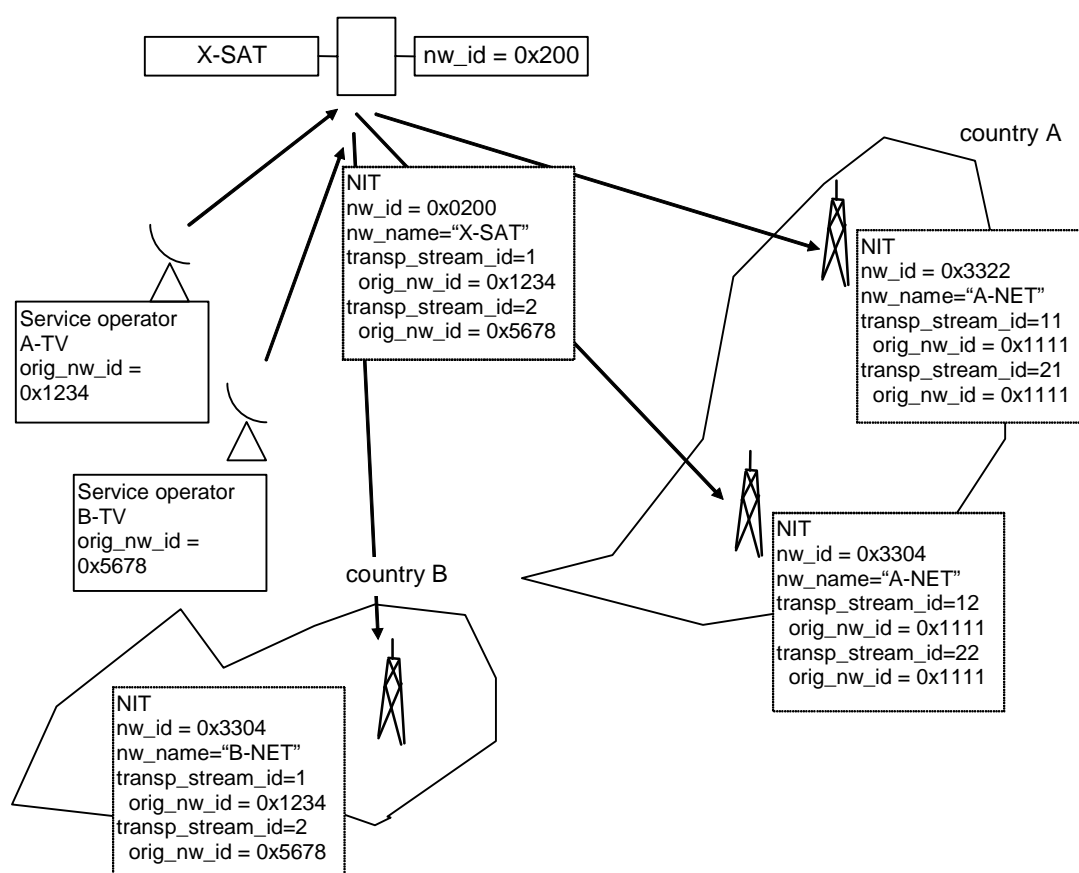 X-SAT
nw_id = 0x200
country A
NIT
nw_id = 0x0200
nw_name=“X-SAT”
transp_stream_id=1
orig_nw_id = 0x1234
transp_stream_id=2
orig_nw_id = 0x5678
NIT
nw_id = 0x3322
nw_name=“A-NET”
transp_stream_id=11
orig_nw_id = 0x1111
transp_stream_id=21
orig_nw_id = 0x1111
Service operator
A-TV
orig_nw_id =
0x1234
Service operator
B-TV
orig_nw_id =
0x5678
country B
NIT
nw_id = 0x3304
nw_name=“A-NET”
transp_stream_id=12
orig_nw_id = 0x1111
transp_stream_id=22
orig_nw_id = 0x1111
NIT
nw_id = 0x3304
nw_name=“B-NET”
transp_stream_id=1
orig_nw_id = 0x1234
transp_stream_id=2
orig_nw_id = 0x5678